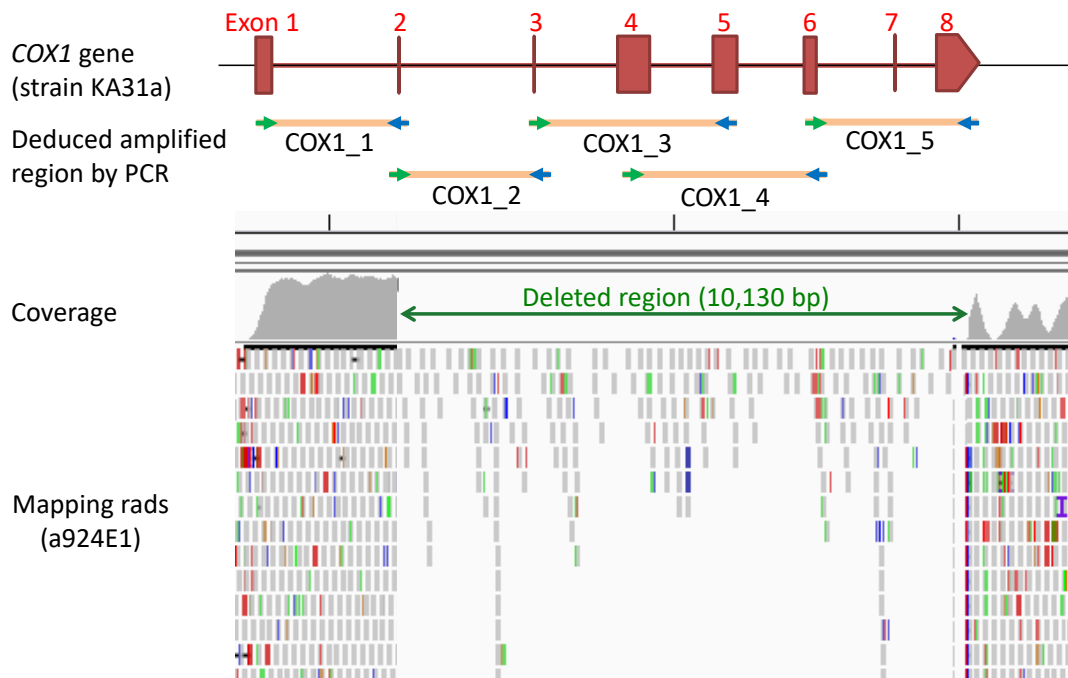 Exon 1 2 3 4 5 6 7 8
COX1 gene
(strain KA31a)
Deduced amplified
region by PCR
COX1_1 COX1_3 COX1_5
COX1_2 COX1_4
Coverage
Deleted region (10,130 bp)
Mapping rads
(a924E1)